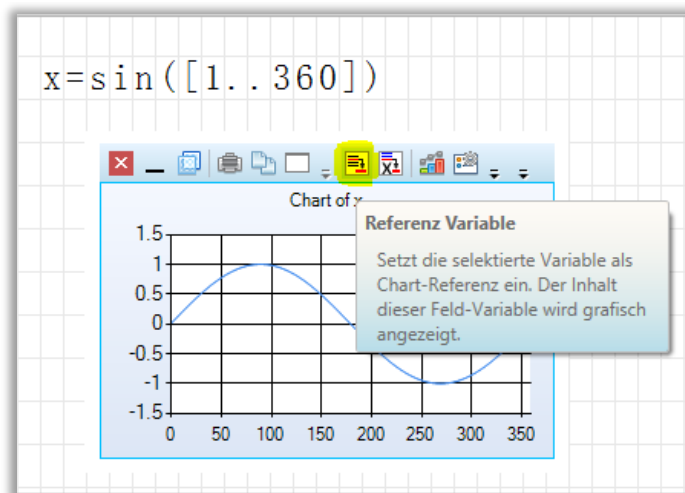 x=sin([1..360])
Chart of x
Referenz Variable
Setzt die selektierte Variable als
Chart-Referenz ein. Der Inhalt
dieser Feld-Variable wird grafisch
angezeigt.
1.5
1
0.5
0
-0.5
-1
-1.5
0 50 100 150 200 250 300 350